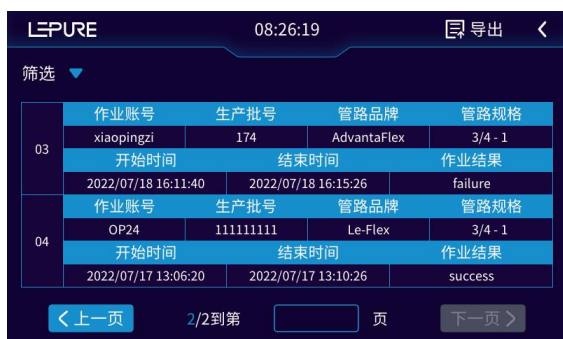 LEPURE 08:26:19 导出
筛选
作业账号 生产批号 管路品牌 管路规格
03
xiaopingzi 174 AdvantaFlex 3/4 - 1
开始时间 结束时间 作业结果
2022/07/18 16:11:40 2022/07/18 16:15:26 failure
作业账号 生产批号 管路品牌 管路规格
04
OP24 111111111 Le-Flex 3/4 - 1
开始时间 结束时间 作业结果
2022/07/17 13:06:20 2022/07/17 13:10:26 success
上一页 2/2到第 页 下一页